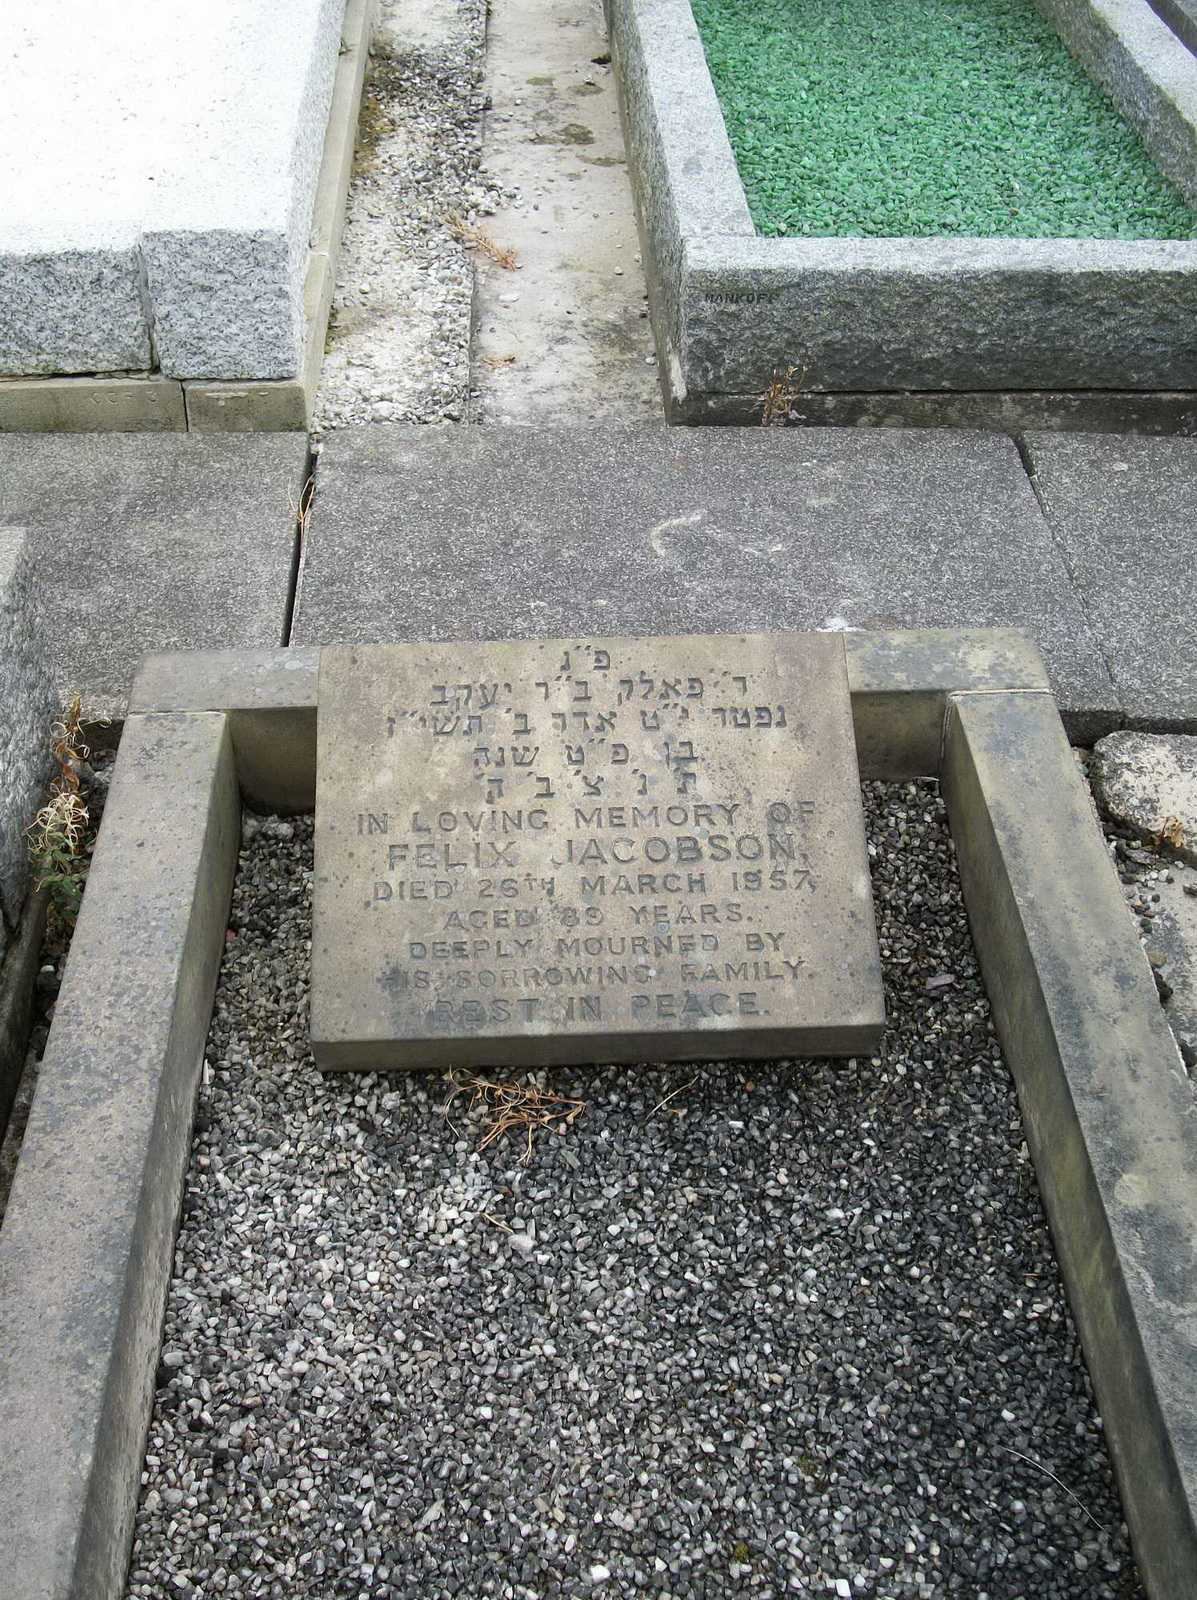 MANKOFF
פ"נ
ר' פאלק ב"ר יעקב
נפטר י"ט אדר ב' תשי"ז
בן פ"ט שנה
ת' נ' צ' ב' ה'
IN LOVING MEMORY OF
FELIX JACOBSON,
DIED 26TH MARCH 1957,
AGED 89 YEARS.
DEEPLY MOURNED BY
HIS SORROWING FAMILY.
REST IN PEACE.